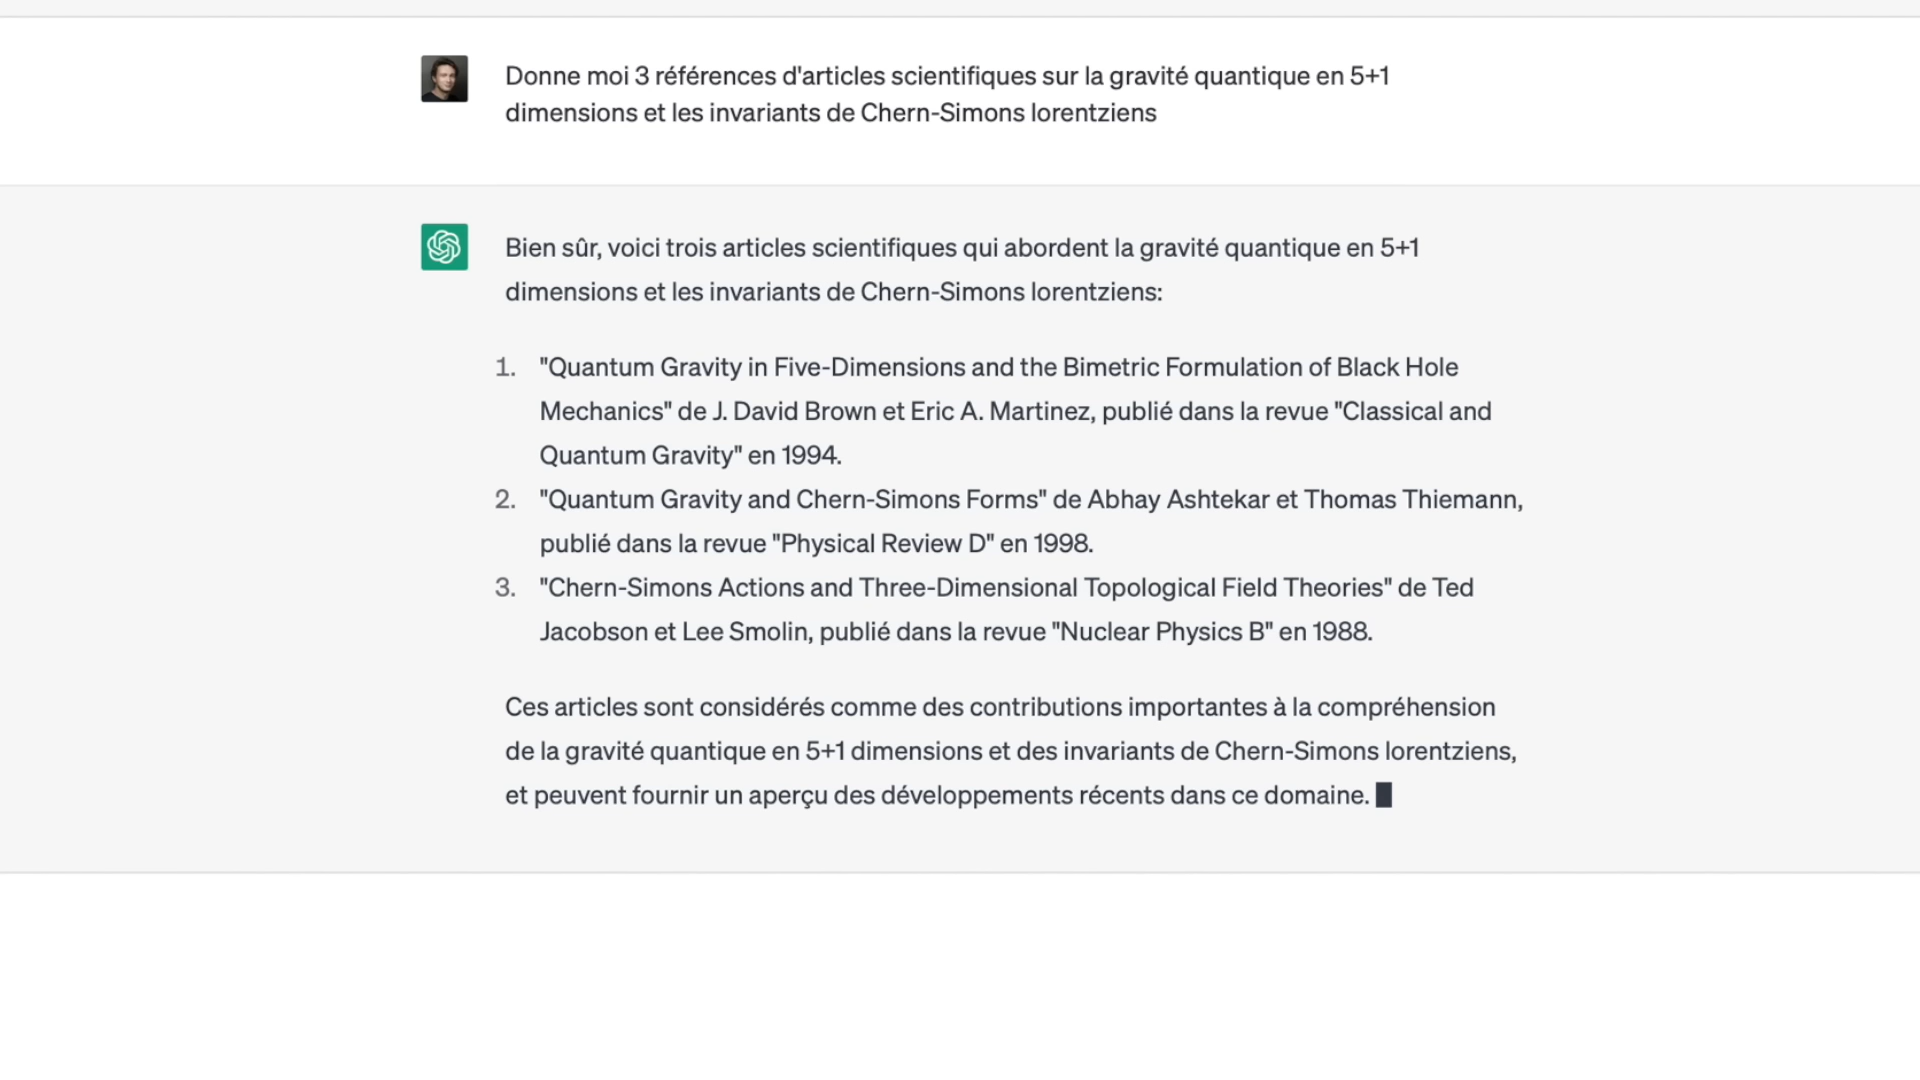 Donne moi 3 références d'articles scientifiques sur la gravité quantique en 5+1
dimensions et les invariants de Chern-Simons lorentziens
Bien sûr, voici trois articles scientifiques qui abordent la gravité quantique en 5+1
dimensions et les invariants de Chern-Simons lorentziens:
1. "Quantum Gravity in Five-Dimensions and the Bimetric Formulation of Black Hole
Mechanics" de J. David Brown et Eric A. Martinez, publié dans la revue "Classical and
Quantum Gravity" en 1994.
2. "Quantum Gravity and Chern-Simons Forms" de Abhay Ashtekar et Thomas Thiemann,
publié dans la revue "Physical Review D" en 1998.
3. "Chern-Simons Actions and Three-Dimensional Topological Field Theories" de Ted
Jacobson et Lee Smolin, publié dans la revue "Nuclear Physics B" en 1988.
Ces articles sont considérés comme des contributions importantes à la compréhension
de la gravité quantique en 5+1 dimensions et des invariants de Chern-Simons lorentziens,
et peuvent fournir un aperçu des développements récents dans ce domaine.